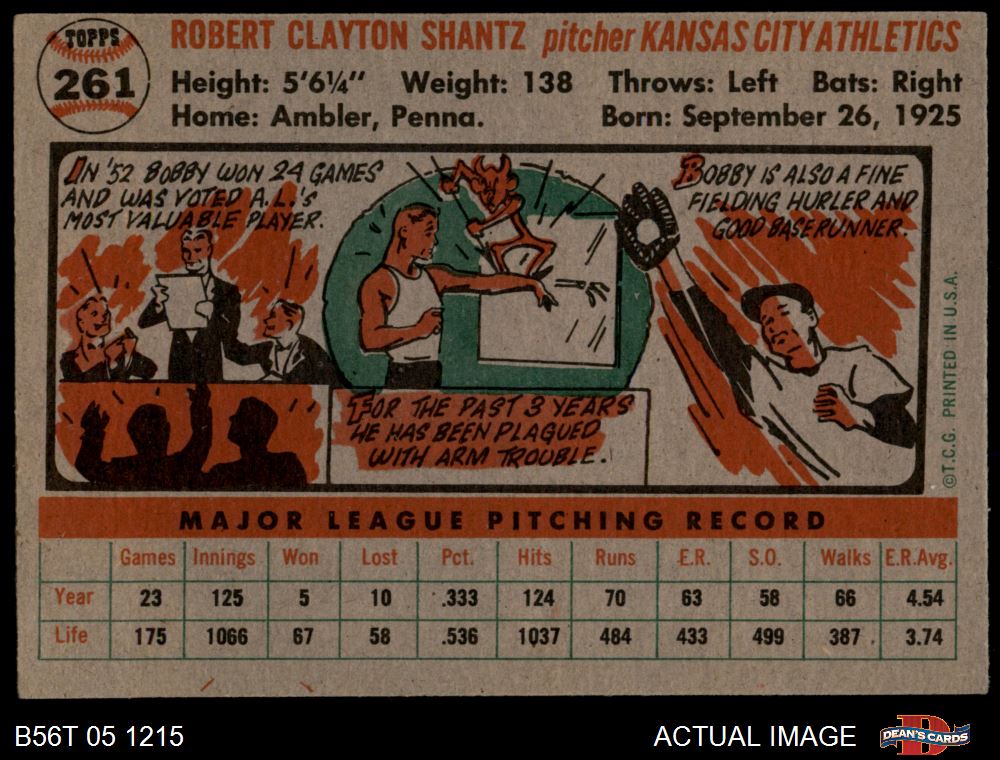 TOPPS
261
ROBERT CLAYTON SHANTZ pitcher KANSAS CITY ATHLETICS
Height: 5'6¼" Weight: 138 Throws: Left Bats: Right
Home: Ambler, Penna. Born: September 26, 1925
IN '52 BOBBY WON 24 GAMES
AND WAS VOTED A.L.'S
MOST VALUABLE PLAYER.
FOR THE PAST 3 YEARS
HE HAS BEEN PLAGUED
WITH ARM TROUBLE.
BOBBY IS ALSO A FINE
FIELDING HURLER AND
GOOD BASERUNNER.
©T.C.G. PRINTED IN U.S.A.
MAJOR LEAGUE PITCHING RECORD
Games Innings Won Lost Pct. Hits Runs E.R. S.O. Walks E.R.Avg.
Year 23 125 5 10 .333 124 70 63 58 66 4.54
Life 175 1066 67 58 .536 1037 484 433 499 387 3.74
B56T 05 1215 ACTUAL IMAGE
D
DEAN'S CARDS